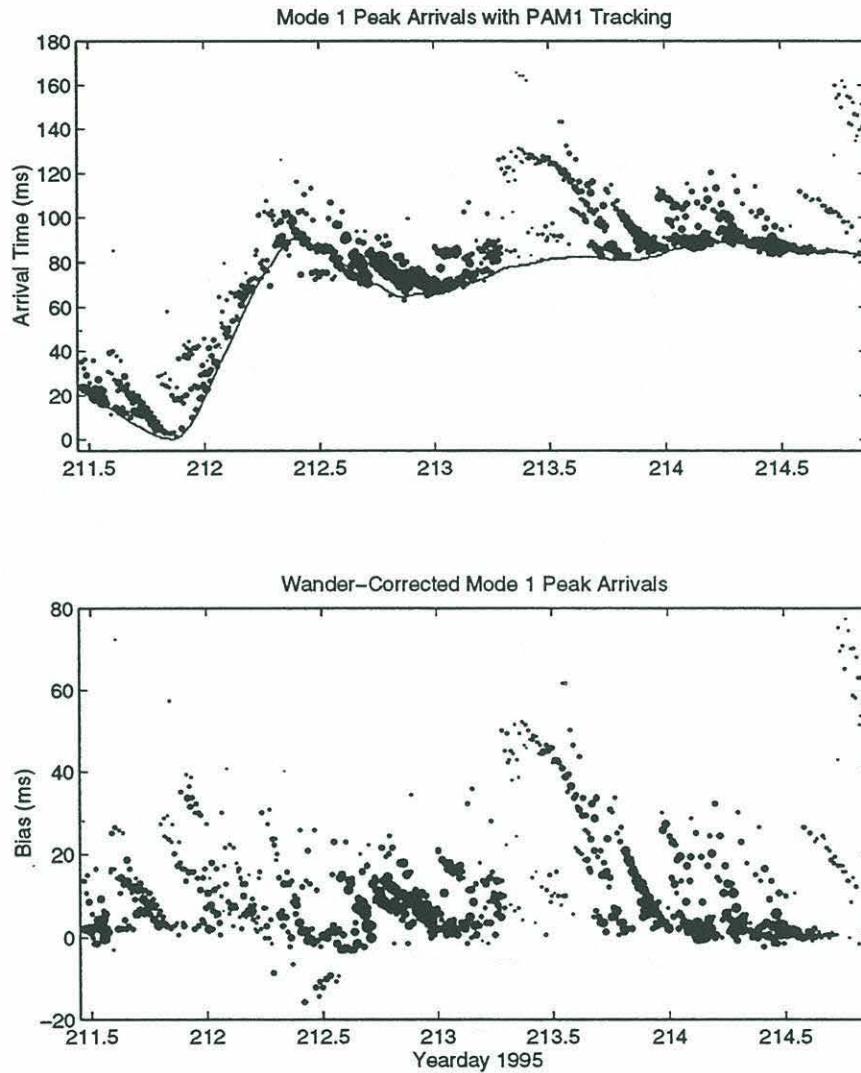 Mode 1 Peak Arrivals with PAM1 Tracking
180
160
140
120
100
80
60
40
20
0
Arrival Time (ms)
211.5 212 212.5 213 213.5 214 214.5
Wander–Corrected Mode 1 Peak Arrivals
80
60
40
20
0
−20
Bias (ms)
211.5 212 212.5 213 213.5 214 214.5
Yearday 1995